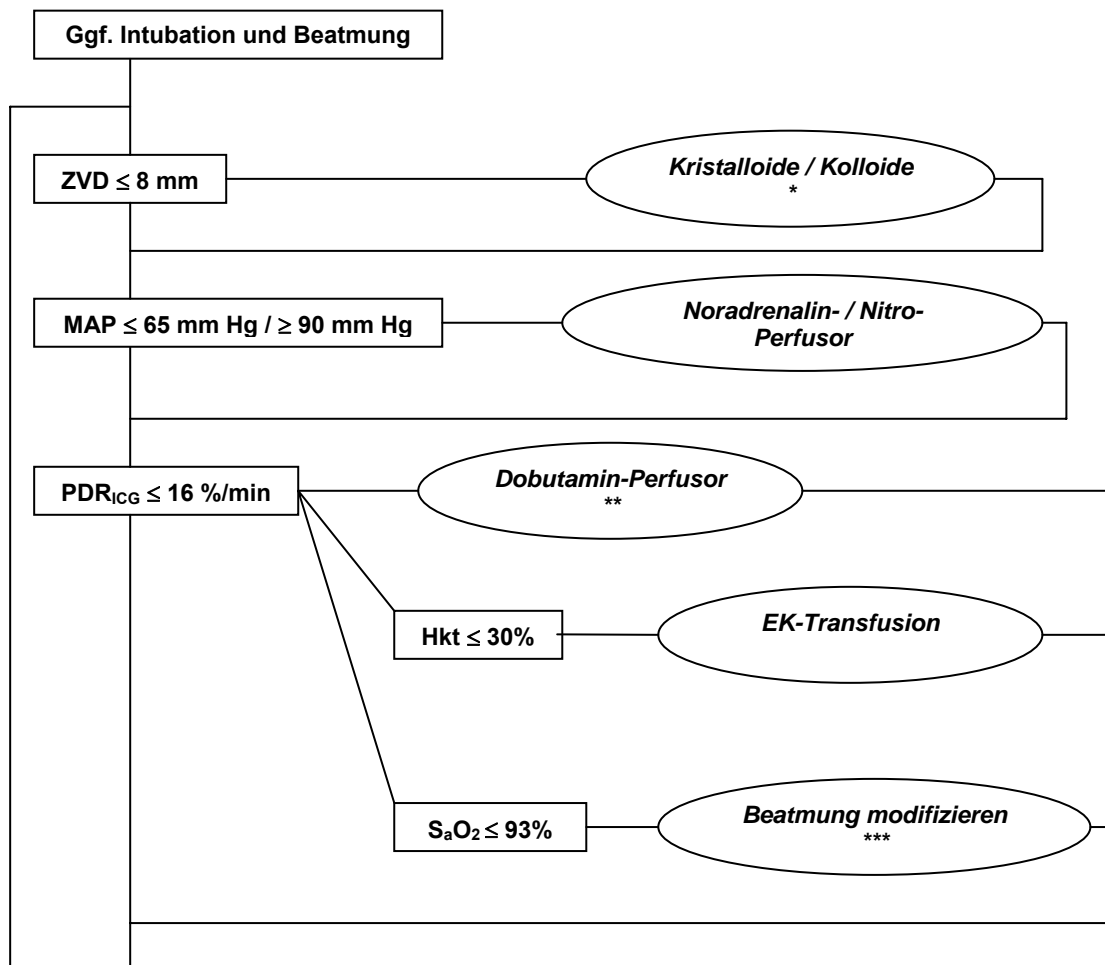 Ggf. Intubation und Beatmung
ZVD ≤ 8 mm
Kristalloide / Kolloide
*
MAP ≤ 65 mm Hg / ≥ 90 mm Hg
Noradrenalin- / Nitro-
Perfusor
PDR_ICG ≤ 16 %/min
Dobutamin-Perfusor
**
Hkt ≤ 30%
EK-Transfusion
SaO₂ ≤ 93%
Beatmung modifizieren
***